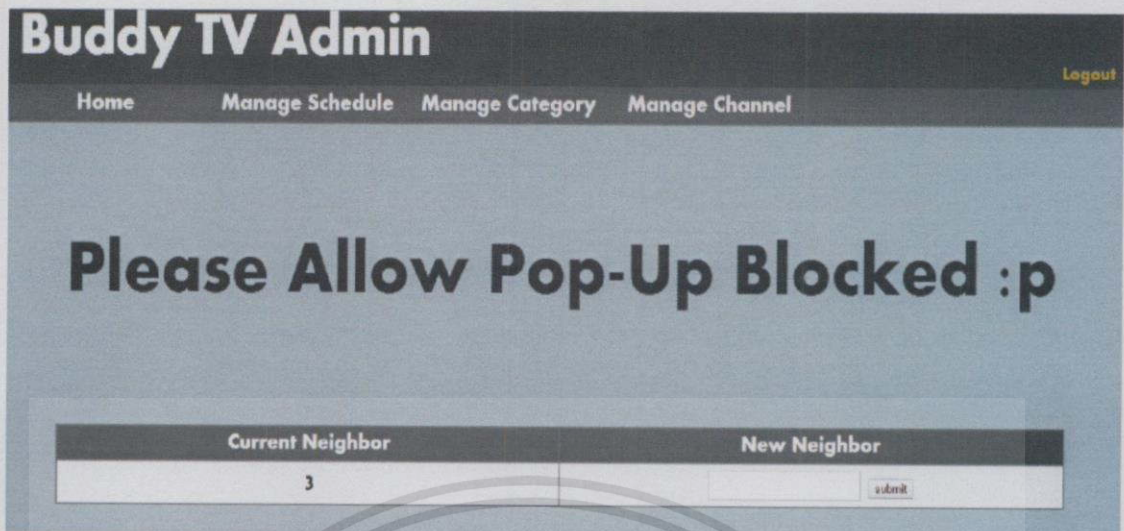 Buddy TV Admin
Logout
Home Manage Schedule Manage Category Manage Channel
Please Allow Pop-Up Blocked :p
Current Neighbor New Neighbor
3 submit